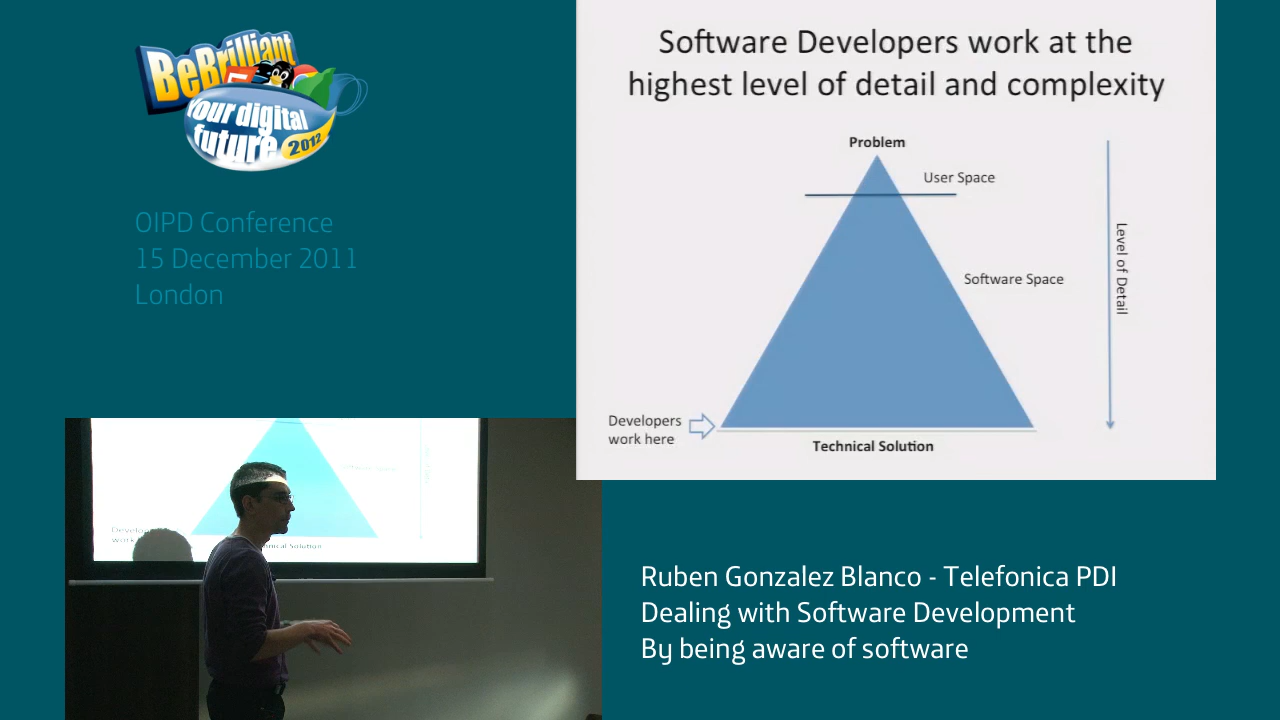 BeBrilliant
Your digital
future
2012
OIPD Conference
15 December 2011
London
Software Developers work at the
highest level of detail and complexity
Problem
User Space
Software Space
Level of Detail
Developers
work here
Technical Solution
Technical Solution
Ruben Gonzalez Blanco - Telefonica PDI
Dealing with Software Development
By being aware of software